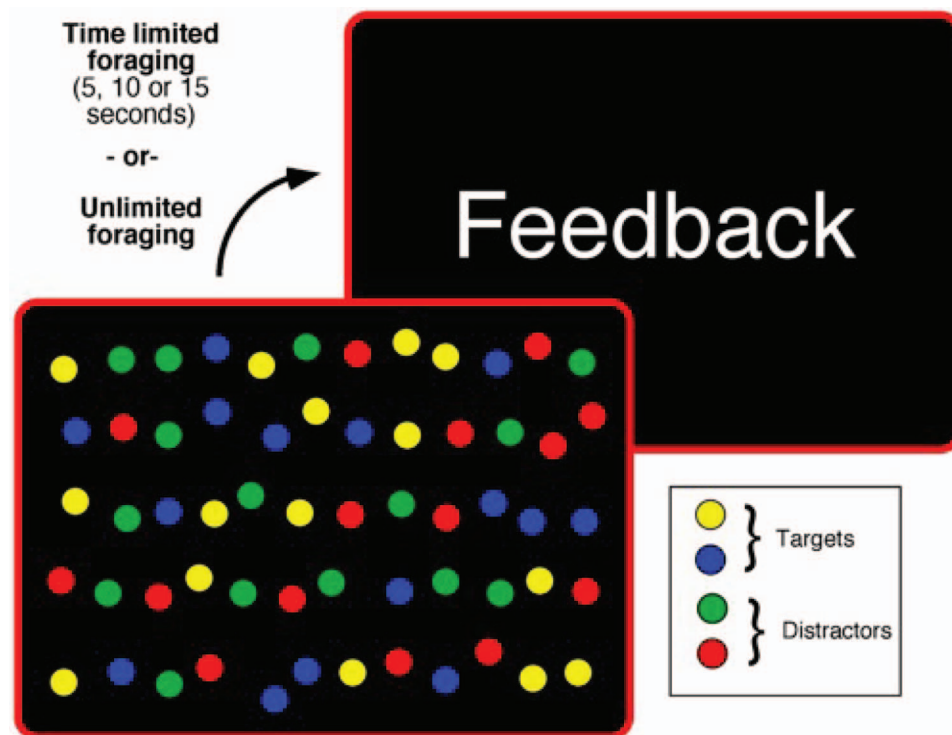 Time limited
foraging
(5, 10 or 15
seconds)
- or-
Unlimited
foraging
Feedback
Targets
Distractors